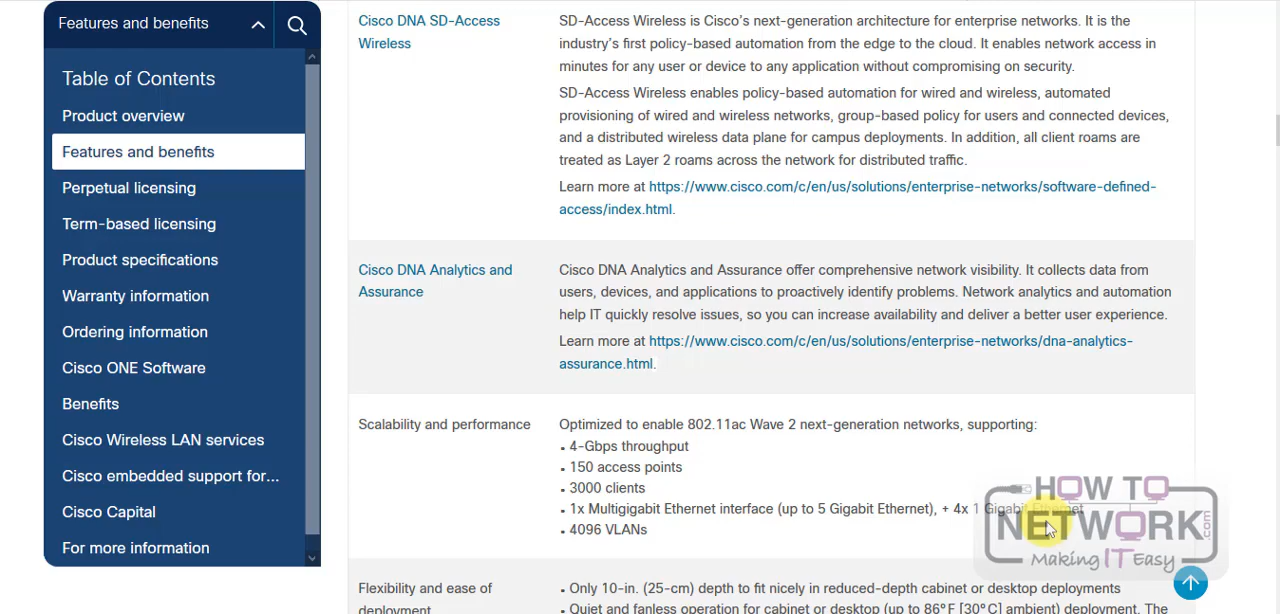 Features and benefits
Table of Contents
Product overview
Features and benefits
Perpetual licensing
Term-based licensing
Product specifications
Warranty information
Ordering information
Cisco ONE Software
Benefits
Cisco Wireless LAN services
Cisco embedded support for...
Cisco Capital
For more information
Cisco DNA SD-Access
Wireless
SD-Access Wireless is Cisco’s next-generation architecture for enterprise networks. It is the
industry’s first policy-based automation from the edge to the cloud. It enables network access in
minutes for any user or device to any application without compromising on security.
SD-Access Wireless enables policy-based automation for wired and wireless, automated
provisioning of wired and wireless networks, group-based policy for users and connected devices,
and a distributed wireless data plane for campus deployments. In addition, all client roams are
treated as Layer 2 roams across the network for distributed traffic.
Learn more at https://www.cisco.com/c/en/us/solutions/enterprise-networks/software-defined-
access/index.html.
Cisco DNA Analytics and
Assurance
Cisco DNA Analytics and Assurance offer comprehensive network visibility. It collects data from
users, devices, and applications to proactively identify problems. Network analytics and automation
help IT quickly resolve issues, so you can increase availability and deliver a better user experience.
Learn more at https://www.cisco.com/c/en/us/solutions/enterprise-networks/dna-analytics-
assurance.html.
Scalability and performance
Optimized to enable 802.11ac Wave 2 next-generation networks, supporting:
• 4-Gbps throughput
• 150 access points
• 3000 clients
• 1x Multigigabit Ethernet interface (up to 5 Gigabit Ethernet), + 4x 1 Gigabit Ethernet
• 4096 VLANs
HOW TO
NETWORK.com
Making IT Easy
Flexibility and ease of
deployment
• Only 10-in. (25-cm) depth to fit nicely in reduced-depth cabinet or desktop deployments
• Quiet and fanless operation for cabinet or desktop (up to 86°F [30°C] ambient) deployment. The